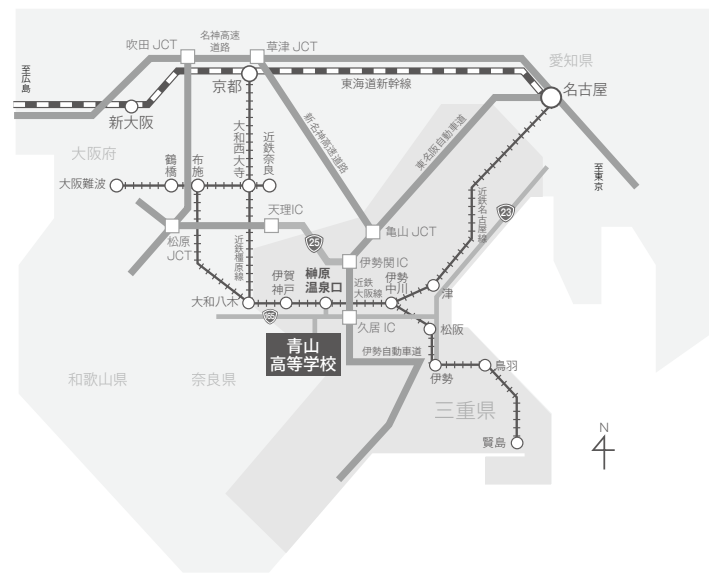 吹田 JCT
名神高速
道路
草津 JCT
愛知県
至広島
京都
東海道新幹線
名古屋
新大阪
大阪府
新名神高速道路
東名阪自動車道
鶴橋
布施
大和西大寺
近鉄奈良
至東京
大阪難波
近鉄名古屋線
23
天理IC
松原
JCT
25
亀山 JCT
近鉄橿原線
伊勢関 IC
伊賀
神戸
榊原
温泉口
近鉄
大阪線
伊勢
中川
津
大和八木
165
久居 IC
松阪
青山
高等学校
伊勢自動車道
伊勢
鳥羽
和歌山県
奈良県
三重県
賢島
N